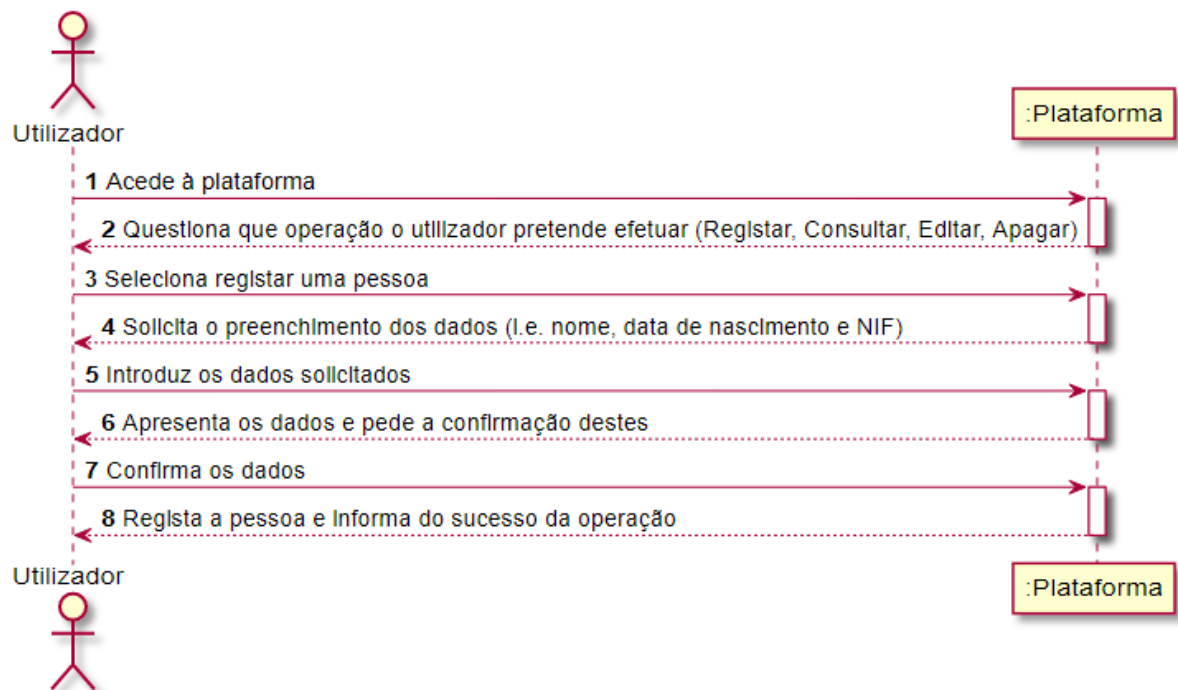 Utilizador
:Plataforma
1 Acede à plataforma
2 Questiona que operação o utilizador pretende efetuar (Registar, Consultar, Editar, Apagar)
3 Seleciona registar uma pessoa
4 Solicita o preenchimento dos dados (i.e. nome, data de nascimento e NIF)
5 Introduz os dados solicitados
6 Apresenta os dados e pede a confirmação destes
7 Confirma os dados
8 Regista a pessoa e informa do sucesso da operação
Utilizador
:Plataforma